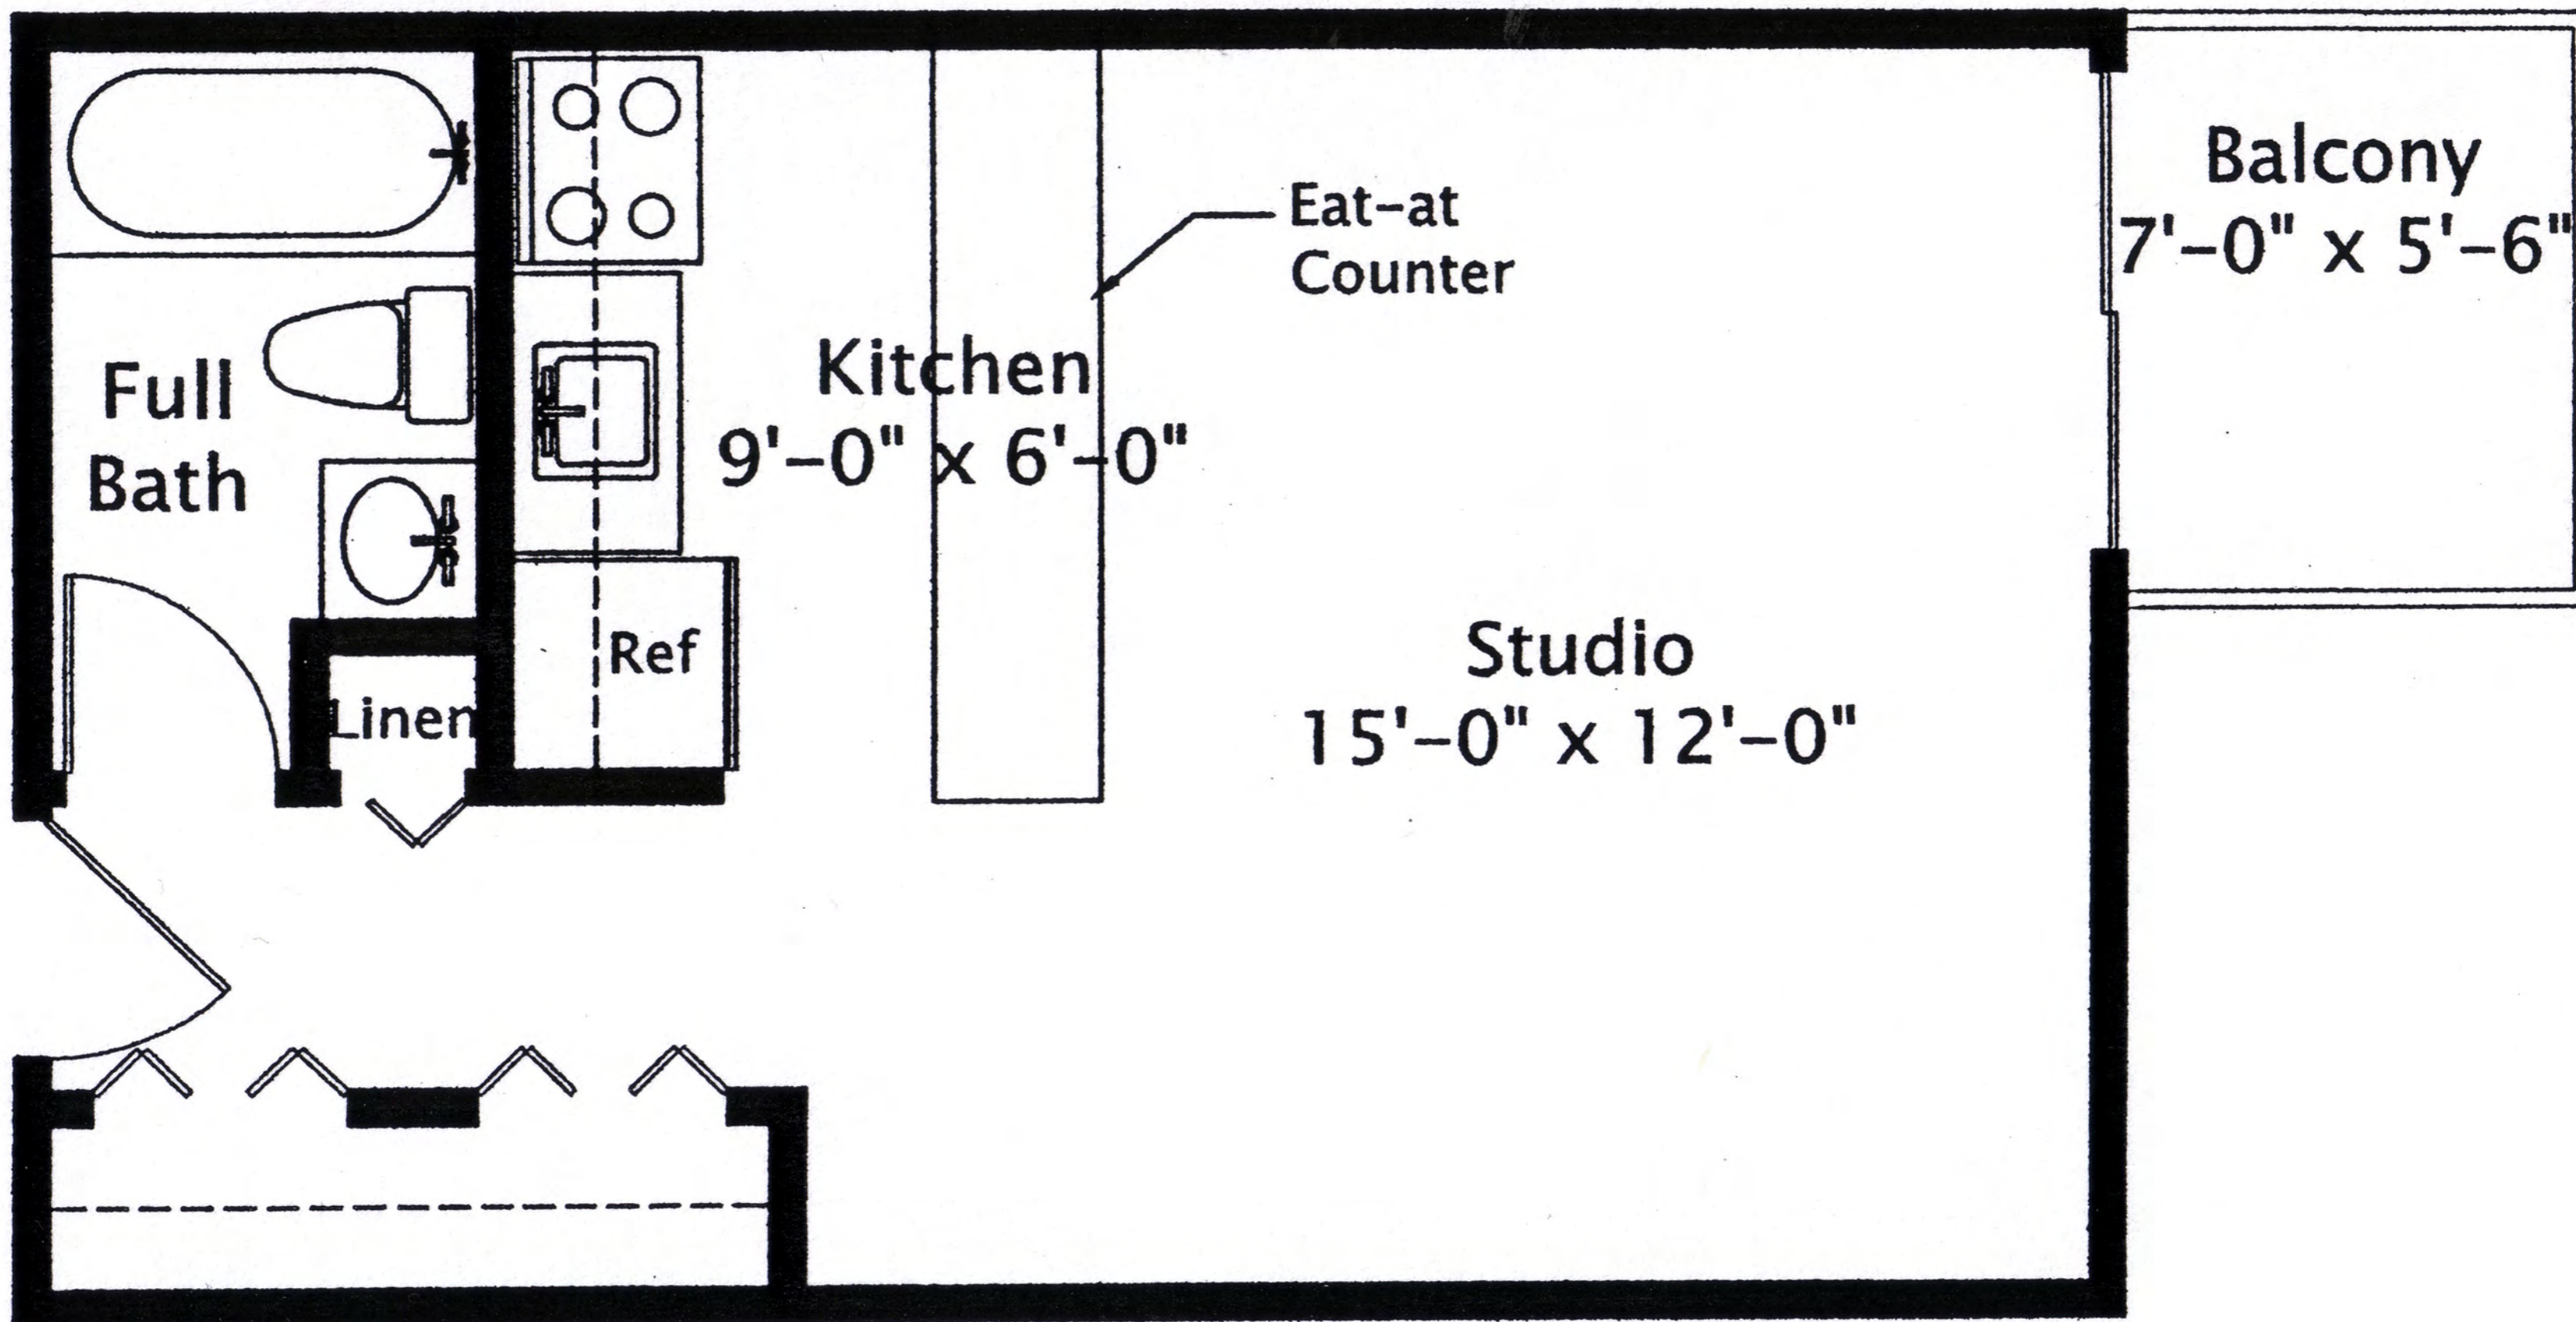 Balcony
7'-0" x 5'-6"
Eat-at
Counter
Kitchen
9'-0" x 6'-0"
Full
Bath
Ref
Linen
Studio
15'-0" x 12'-0"